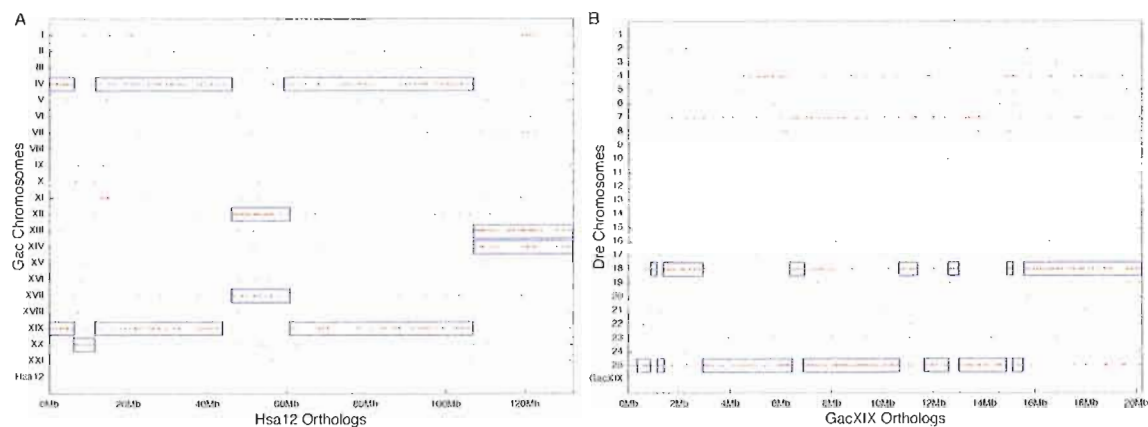 A
I
II
III
IV
V
VI
VII
VIII
IX
X
XI
XII
XIII
XIV
XV
XVI
XVII
XVIII
XIX
XX
XXI
Hsa12
Gac Chromosomes
0Mb 20Mb 40Mb 60Mb 80Mb 100Mb 120Mb
Hsa12 Orthologs
B
1
2
3
4
5
6
7
8
9
10
11
12
13
14
15
16
17
18
19
20
21
22
23
24
25
GacXIX
Dre Chromosomes
0Mb 2Mb 4Mb 6Mb 8Mb 10Mb 12Mb 14Mb 16Mb 18Mb 20Mb
GacXIX Orthologs